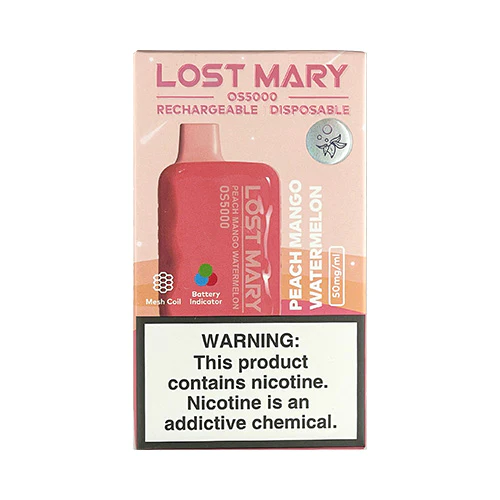 LOST MARY
OS5000
RECHARGEABLE DISPOSABLE
LOST MARY
PEACH MANGO WATERMELON
OS5000
PEACH MANGO
WATERMELON
50mg/ml
Mesh Coil
Battery
Indicator
WARNING:
This product
contains nicotine.
Nicotine is an
addictive chemical.